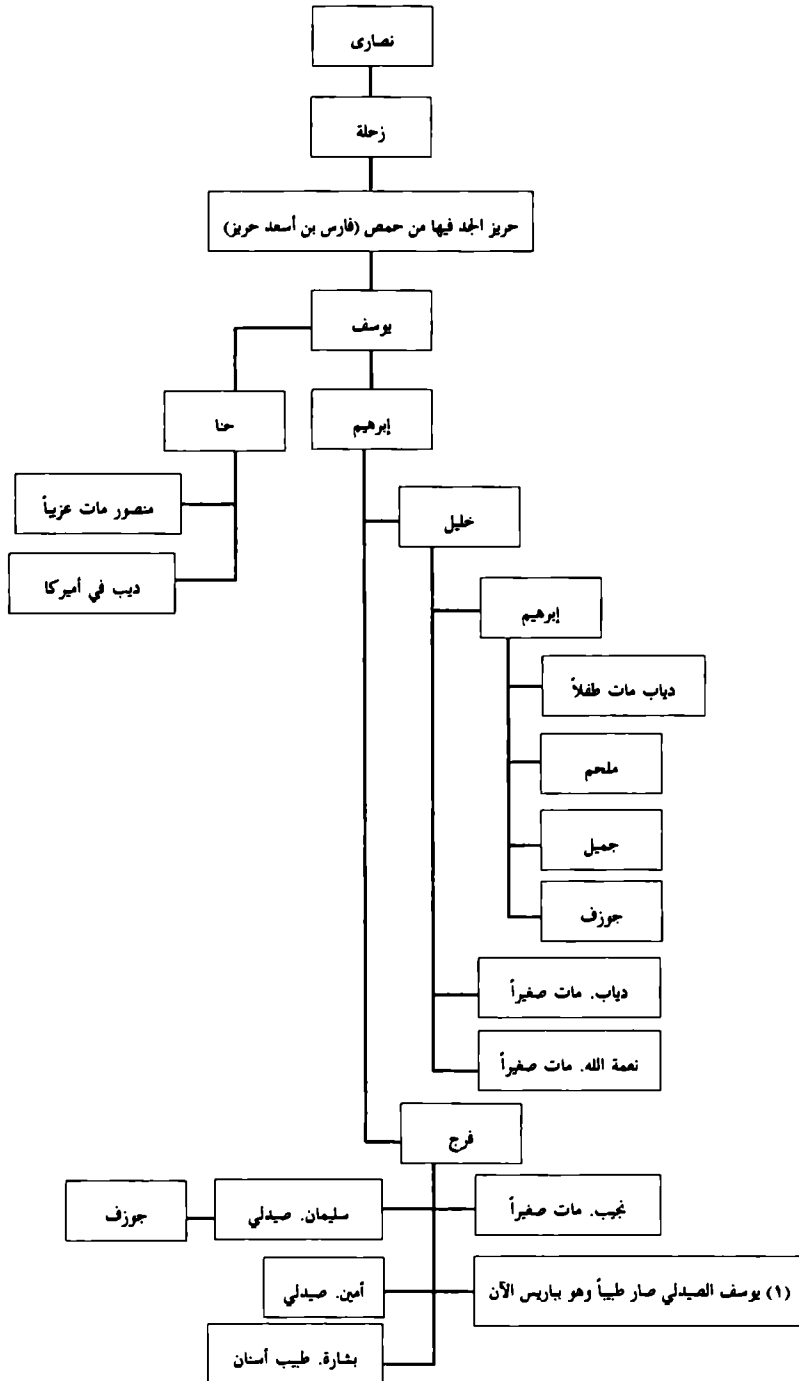 نصارى
زحلة
حريز الجد فيها من حمص (فارس بن أسعد حريز)
يوسف
حنا
إبرهيم
منصور مات عزيباً
ديب في أميركا
خليل
إبرهيم
دياب مات طفلاً
ملحم
جميل
جوزف
دياب. مات صغيراً
نعمة الله. مات صغيراً
فرج
نجيب. مات صغيراً
سليمان. صيدلي
جوزف
(١) يوسف الصيدلي صار طبيباً وهو بباريس الآن
أمين. صيدلي
بشارة. طبيب أسنان